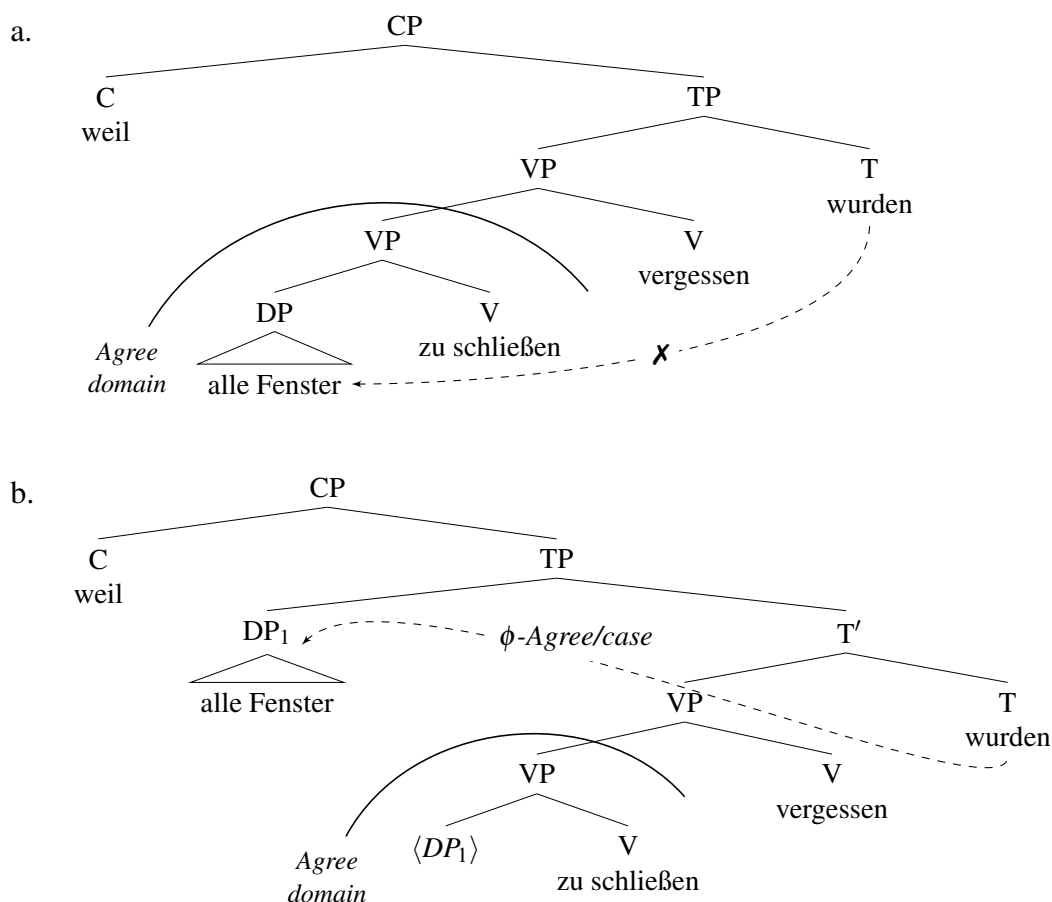 a.
CP
C TP
weil
VP T
wurden
VP V
vergessen
DP V
zu schließen
Agree
domain
✗
alle Fenster
b.
CP
C TP
weil
DP₁ ϕ-Agree/case T′
alle Fenster VP T
wurden
VP V
vergessen
⟨DP₁⟩ V
Agree
domain
zu schließen